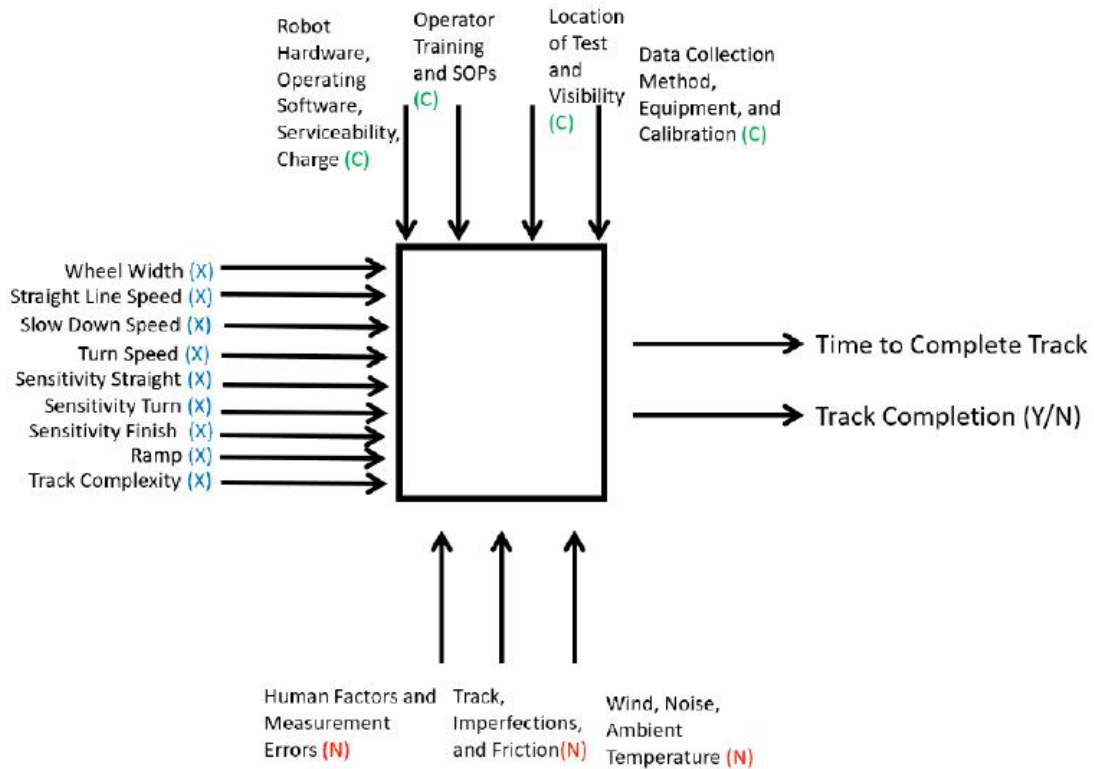 Robot
Hardware,
Operating
Software,
Serviceability,
Charge (C)
Operator
Training
and SOPs
(C)
Location
of Test
and
Visibility
(C)
Data Collection
Method,
Equipment, and
Calibration (C)
Wheel Width (X)
Straight Line Speed (X)
Slow Down Speed (X)
Turn Speed (X)
Sensitivity Straight (X)
Sensitivity Turn (X)
Sensitivity Finish (X)
Ramp (X)
Track Complexity (X)
Time to Complete Track
Track Completion (Y/N)
Human Factors and
Measurement
Errors (N)
Track,
Imperfections,
and Friction(N)
Wind, Noise,
Ambient
Temperature (N)